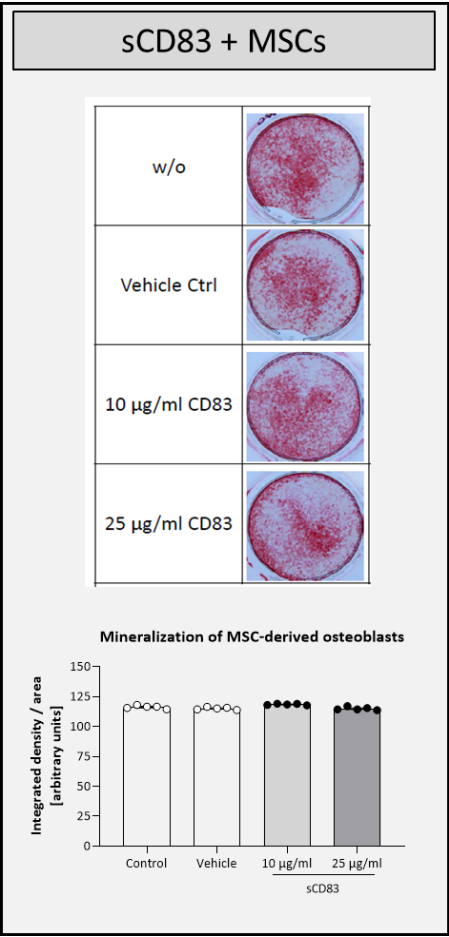 sCD83 + MSCs
w/o
Vehicle Ctrl
10 µg/ml CD83
25 µg/ml CD83
Mineralization of MSC-derived osteoblasts
Integrated density / area
[arbitrary units]
150
125
100
75
50
25
0
Control Vehicle 10 µg/ml 25 µg/ml
sCD83